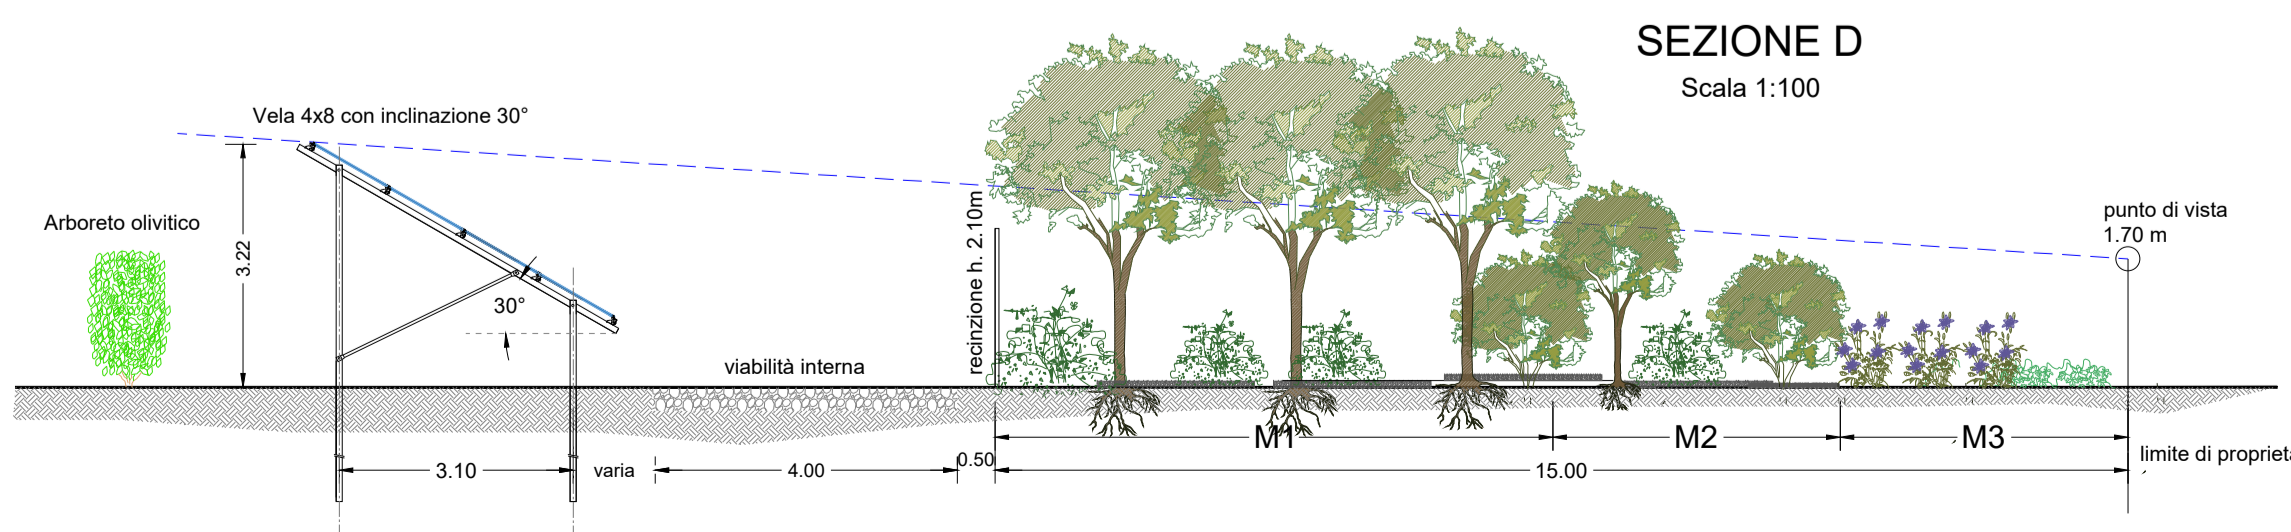 SEZIONE D
Scala 1:100
Vela 4x8 con inclinazione 30°
Arboreto olivitico
3.22
30°
recinzione h. 2.10m
punto di vista
1.70 m
viabilità interna
M1
M2
M3
3.10
varia
4.00
0.50
15.00
limite di proprietà